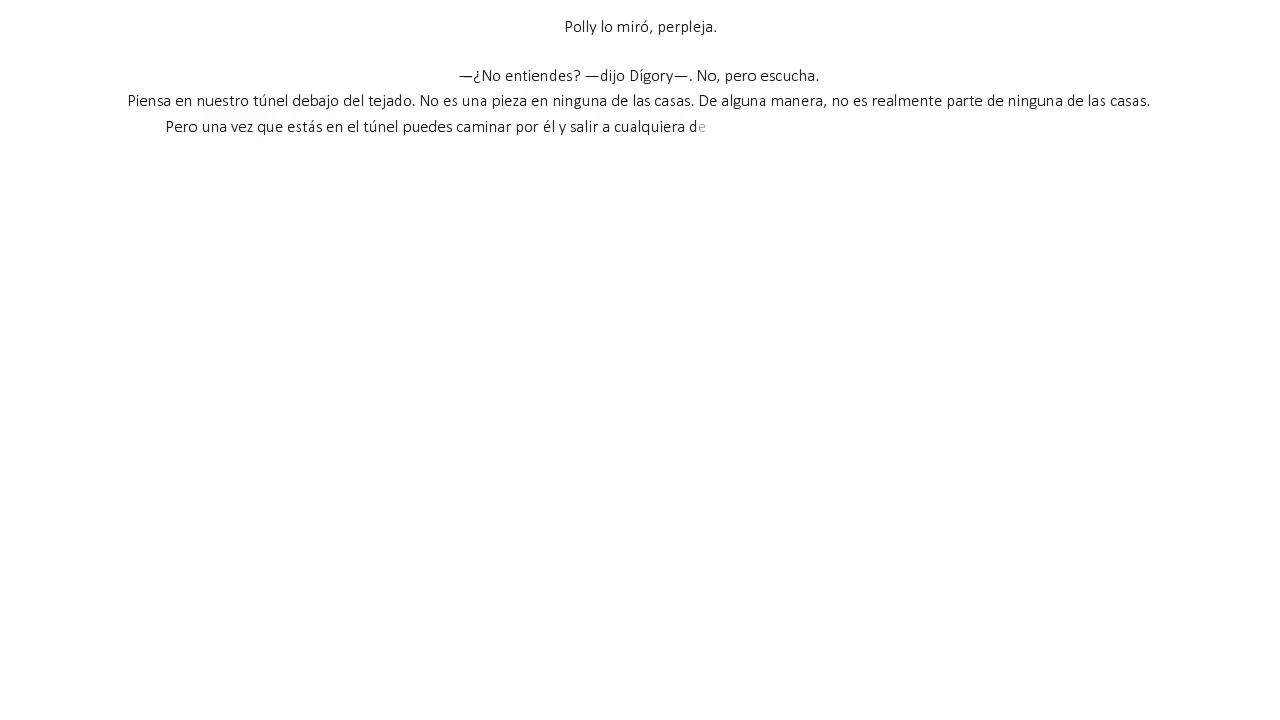 Polly lo miró, perpleja.
—¿No entiendes? —dijo Dígory—. No, pero escucha.
Piensa en nuestro túnel debajo del tejado. No es una pieza en ninguna de las casas. De alguna manera, no es realmente parte de ninguna de las casas.
Pero una vez que estás en el túnel puedes caminar por él y salir a cualquiera de